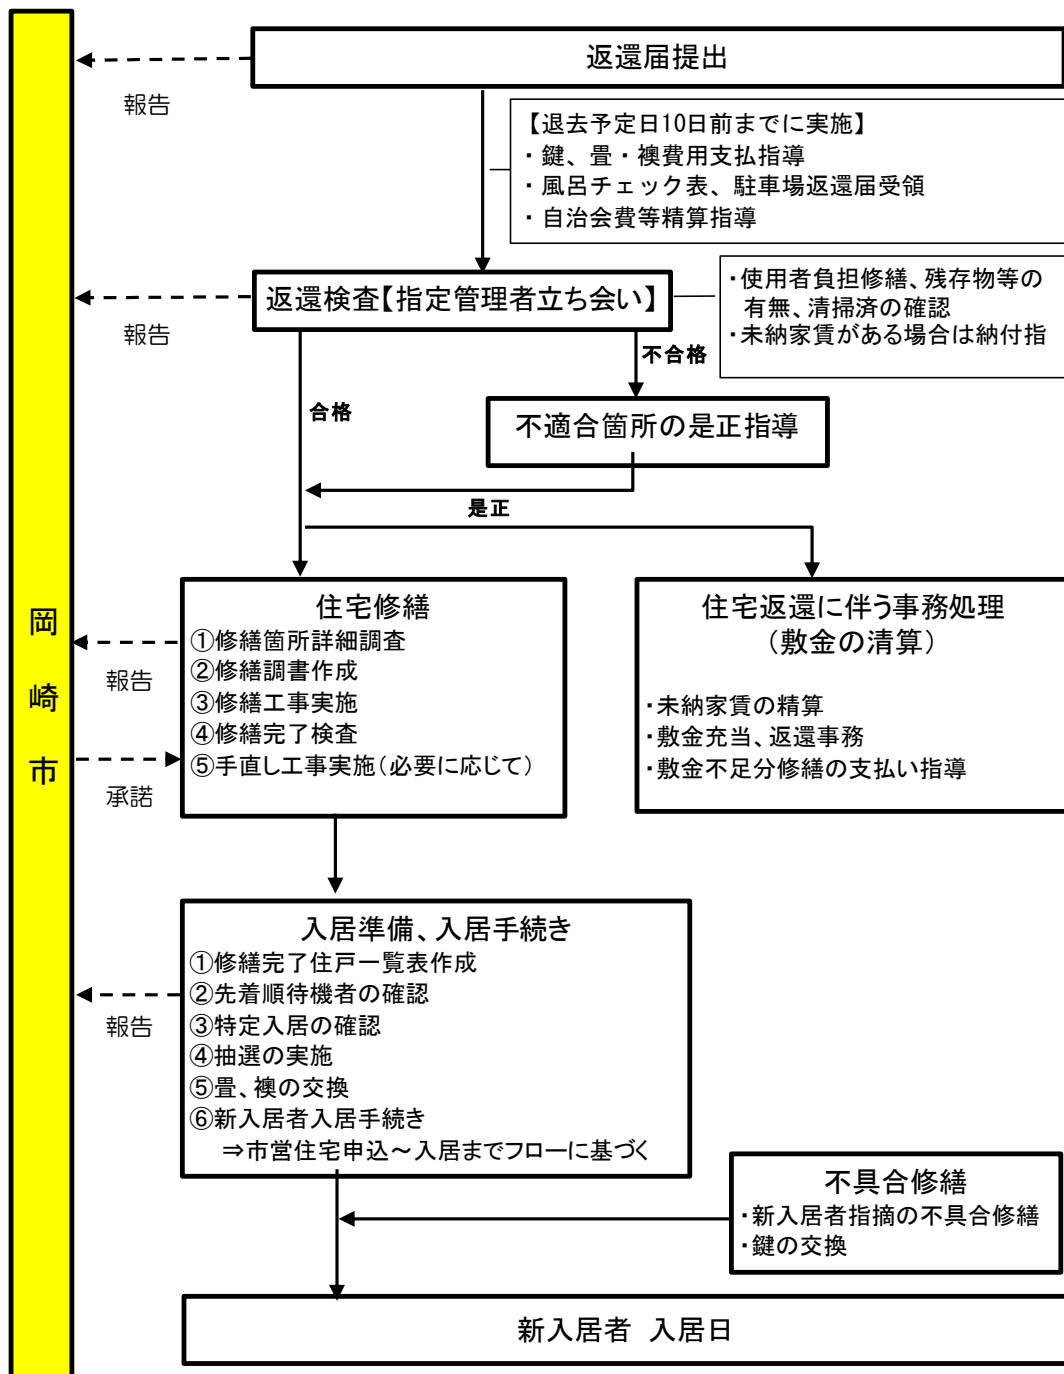 返還届提出
報告
【退去予定日10日前までに実施】
・鍵、畳・襖費用支払指導
・風呂チェック表、駐車場返還届受領
・自治会費等精算指導
返還検査【指定管理者立ち会い】
報告
・使用者負担修繕、残存物等の
有無、清掃済の確認
・未納家賃がある場合は納付指
不合格
合格
不適合箇所の是正指導
是正
岡崎市
住宅修繕
①修繕箇所詳細調査
②修繕調書作成
③修繕工事実施
④修繕完了検査
⑤手直し工事実施（必要に応じて）
報告
承諾
住宅返還に伴う事務処理
（敷金の清算）
・未納家賃の精算
・敷金充当、返還事務
・敷金不足分修繕の支払い指導
入居準備、入居手続き
①修繕完了住戸一覧表作成
②先着順待機者の確認
③特定入居の確認
④抽選の実施
⑤畳、襖の交換
⑥新入居者入居手続き
⇒市営住宅申込～入居までフローに基づく
報告
不具合修繕
・新入居者指摘の不具合修繕
・鍵の交換
新入居者 入居日